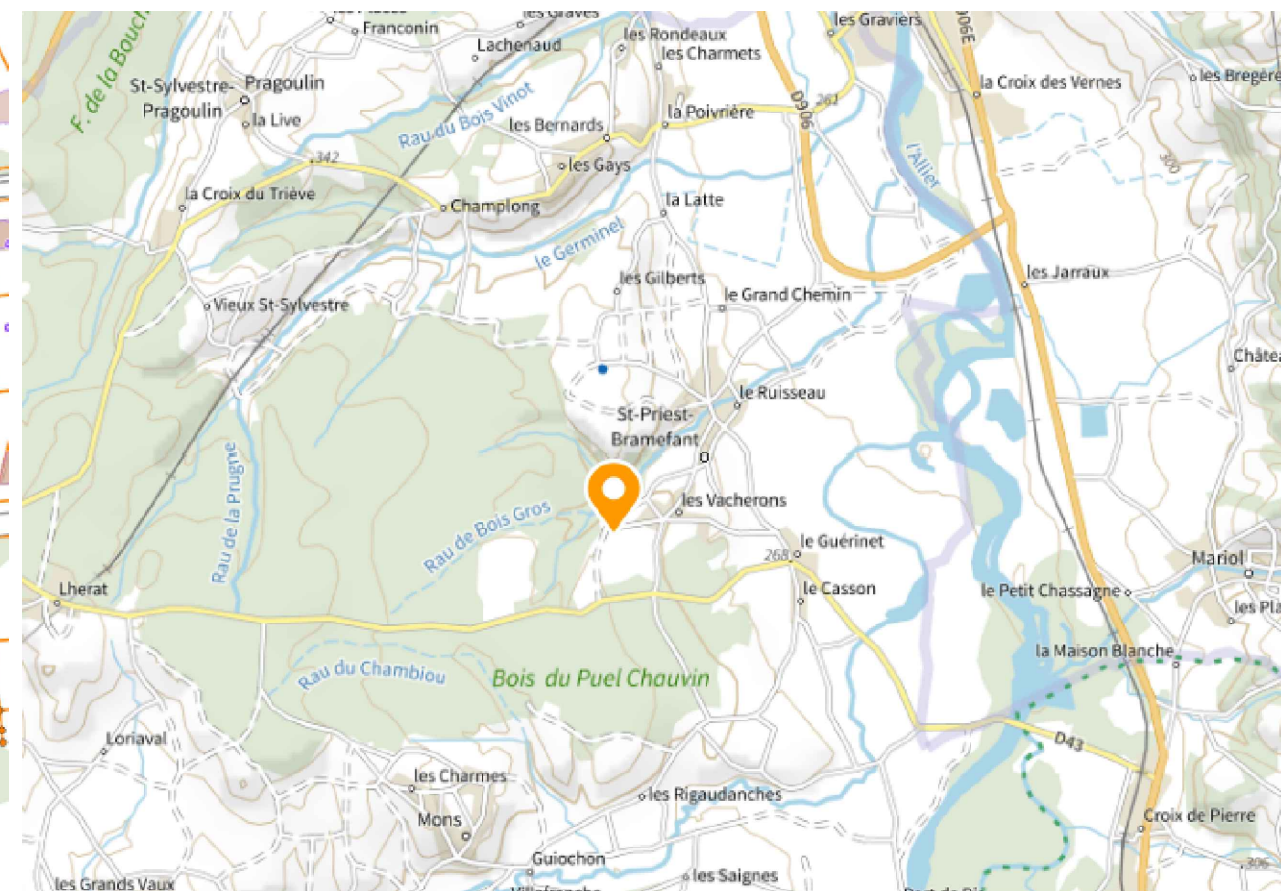 Franconin
les Graves
les Rondeaux
les Graviers
906E
F. de la Bouch
Lachenaud
les Charmets
St-Sylvestre-
Pragoulin
Pragoulin
la Live
la Croix des Vernes
les Bregère
Rau du Bois Vinot
les Bernards
la Poivrière
D906
261
l'Allier
300
342
les Gays
la Croix du Triève
Champlong
la Latte
le Germinel
les Gilberts
le Grand Chemin
les Jarraux
Vieux St-Sylvestre
Châte
le Ruisseau
St-Priest-
Bramefant
Rau de la Prugne
Rau de Bois Gros
les Vacherons
le Guérinet
268
Mariol
Lherat
le Casson
le Petit Chassagne
les Pla
la Maison Blanche
Rau du Chambiou
Bois du Puel Chauvin
D43
Loriaval
les Charmes
les Rigaudanches
Mons
Croix de Pierre
Guiochon
306
les Grands Vaux
les Saignes